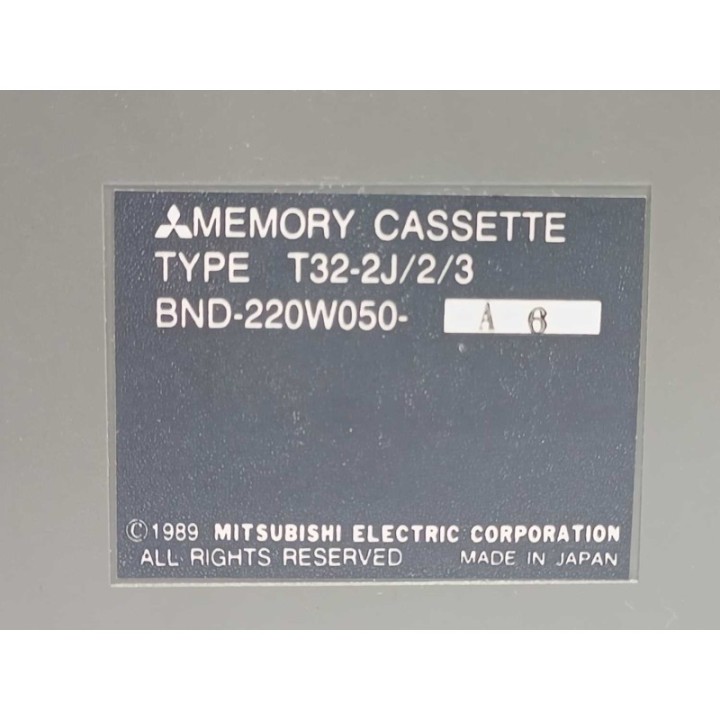 MEMORY CASSETTE
TYPE T32-2J/2/3
BND-220W050- A 6
©1989 MITSUBISHI ELECTRIC CORPORATION
ALL RIGHTS RESERVED MADE IN JAPAN